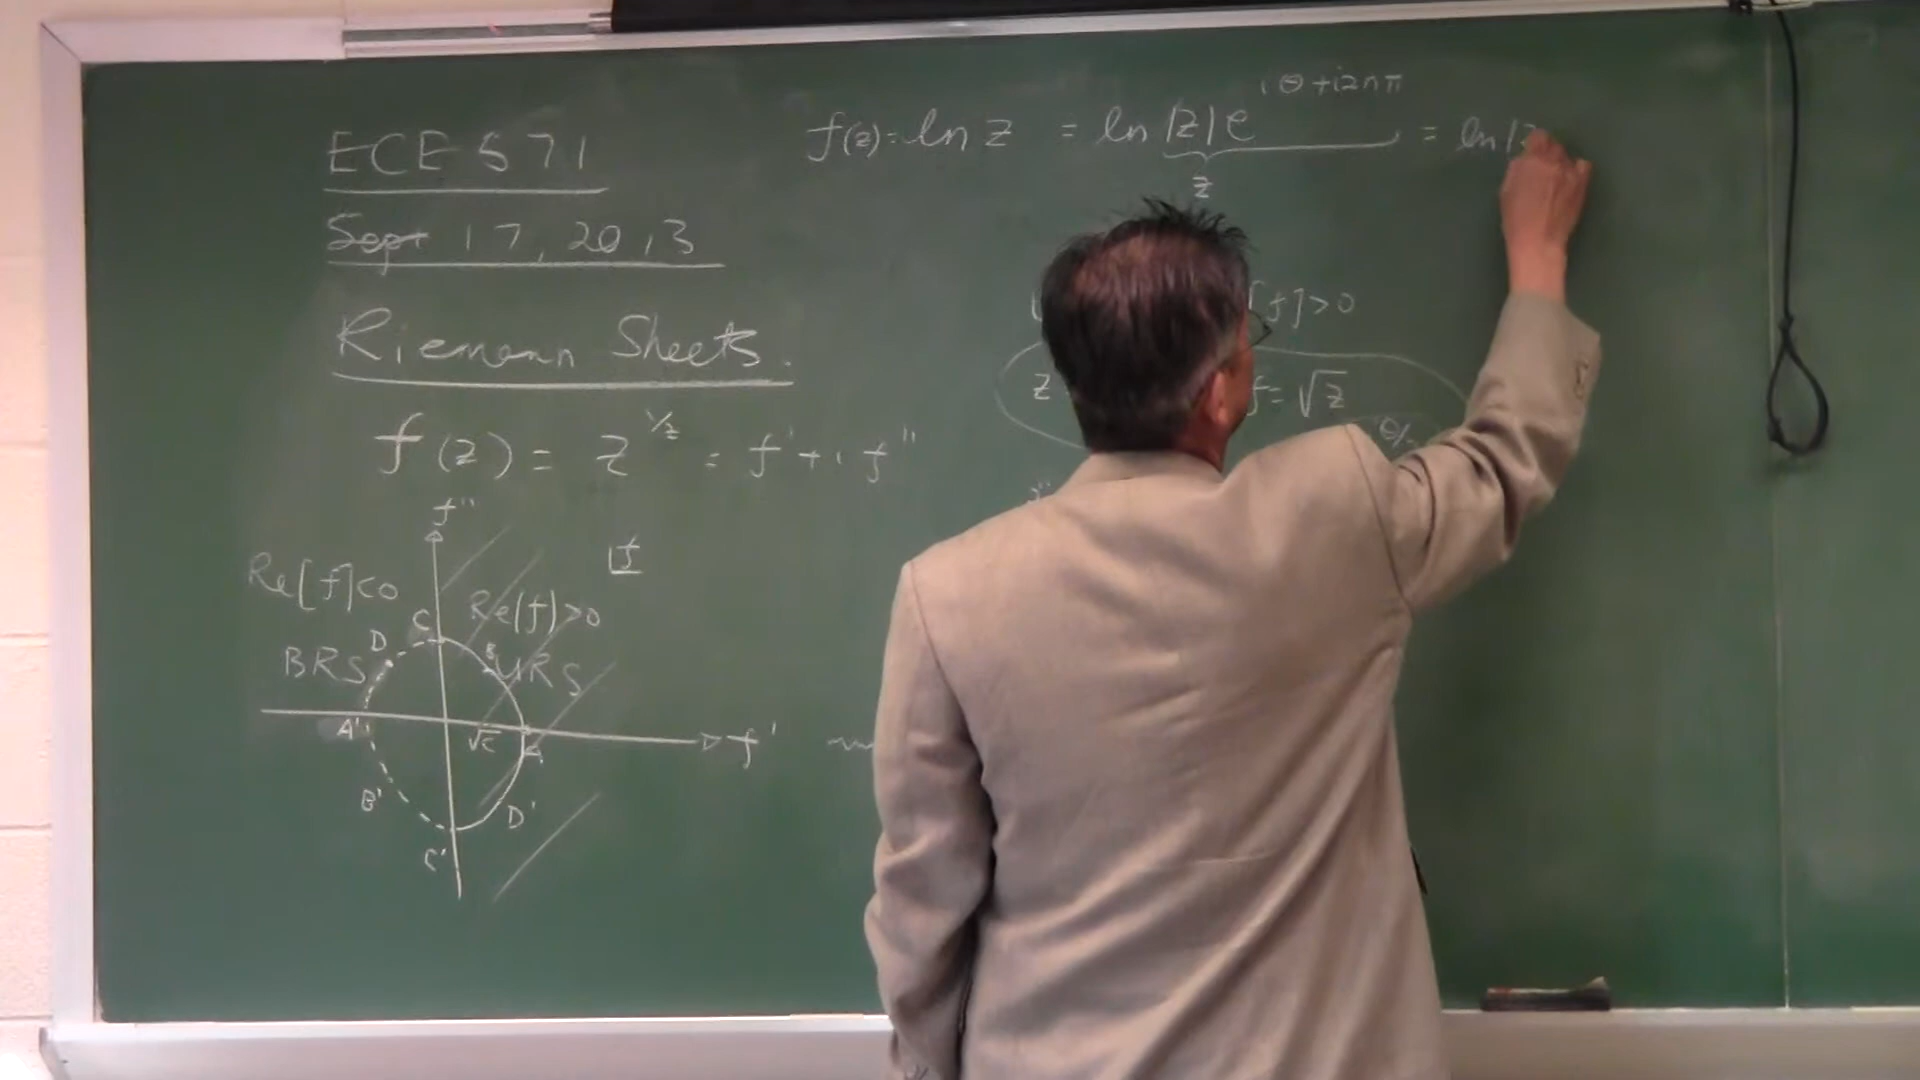 ECE 571
Sept 17, 2013
Riemann Sheets.
f(z) = z^1/2 = f' + i f''
f''
f
Re[f]<0
Re(f)>0
C
D
B
BRS
URS
A'
√c
A
f'
B'
D'
C'
f(z) = ln z = ln |z| e^iθ+i2nπ = ln |z
z
f]>0
z
f = √z